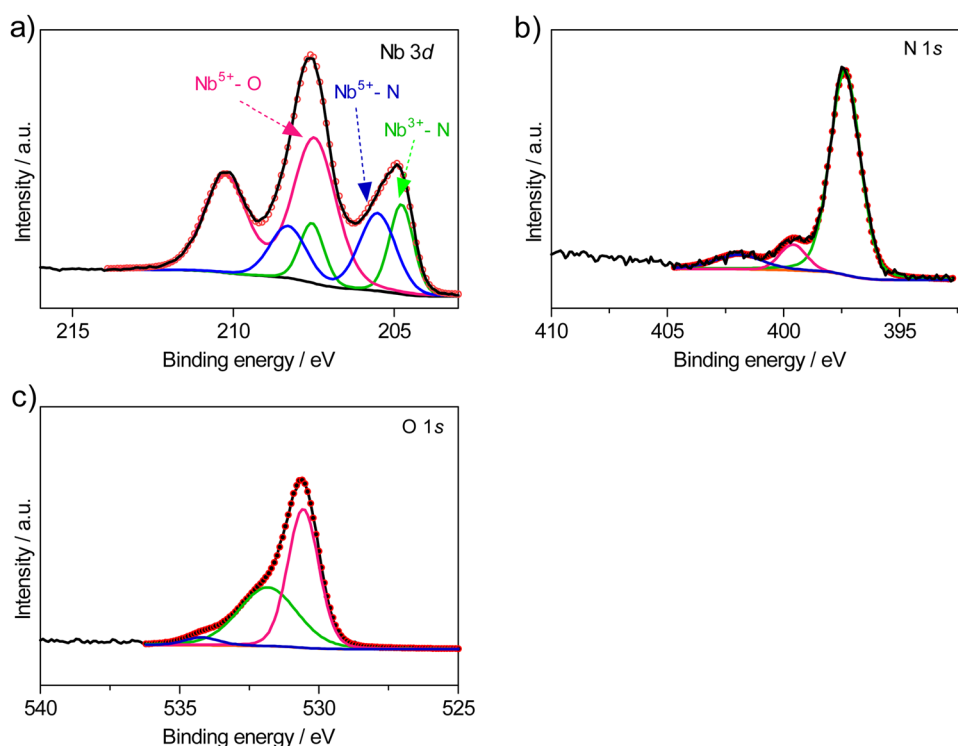 a)
Nb 3d
Nb⁵⁺- O
Nb⁵⁺- N
Nb³⁺- N
Intensity / a.u.
215
210
205
Binding energy / eV
b)
N 1s
Intensity / a.u.
410
405
400
395
Binding energy / eV
c)
O 1s
Intensity / a.u.
540
535
530
525
Binding energy / eV